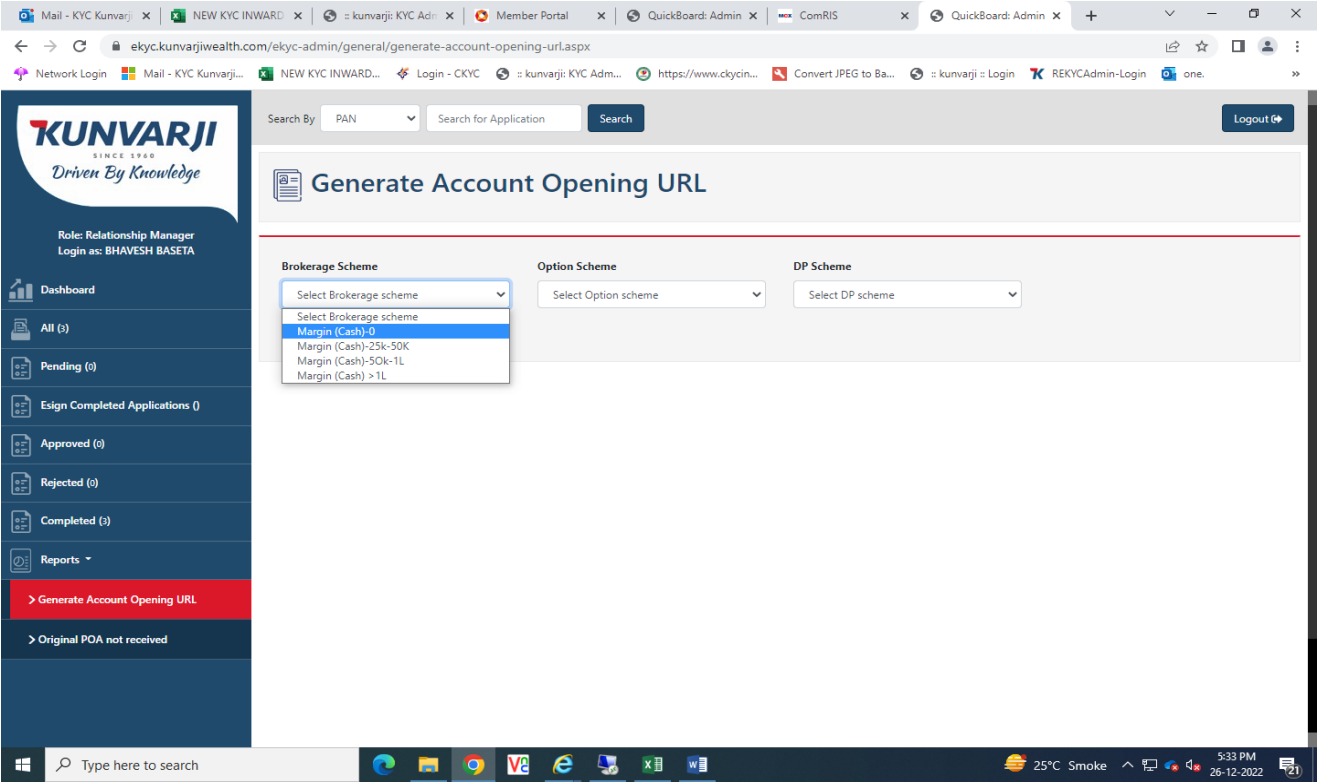 Mail - KYC Kunvarji
NEW KYC INWARD
:: kunvarji: KYC Adm
Member Portal
QuickBoard: Admin
mcx ComRIS
QuickBoard: Admin
ekyc.kunvarjiwealth.com/ekyc-admin/general/generate-account-opening-url.aspx
Network Login
Mail - KYC Kunvarji...
NEW KYC INWARD...
Login - CKYC
:: kunvarji: KYC Adm...
https://www.ckycin...
Convert JPEG to Ba...
:: kunvarji :: Login
REKYCAdmin-Login
one.
»
KUNVARJI
SINCE 1960
Driven By Knowledge
Role: Relationship Manager
Login as: BHAVESH BASETA
Dashboard
All (3)
Pending (0)
Esign Completed Applications ()
Approved (0)
Rejected (0)
Completed (3)
Reports
> Generate Account Opening URL
> Original POA not received
Search By
PAN
Search for Application
Search
Logout
Generate Account Opening URL
Brokerage Scheme
Select Brokerage scheme
Select Brokerage scheme
Margin (Cash)-0
Margin (Cash)-25k-50K
Margin (Cash)-5Ok-1L
Margin (Cash) >1L
Option Scheme
Select Option scheme
DP Scheme
Select DP scheme
Type here to search
25°C Smoke
5:33 PM
26-12-2022
21